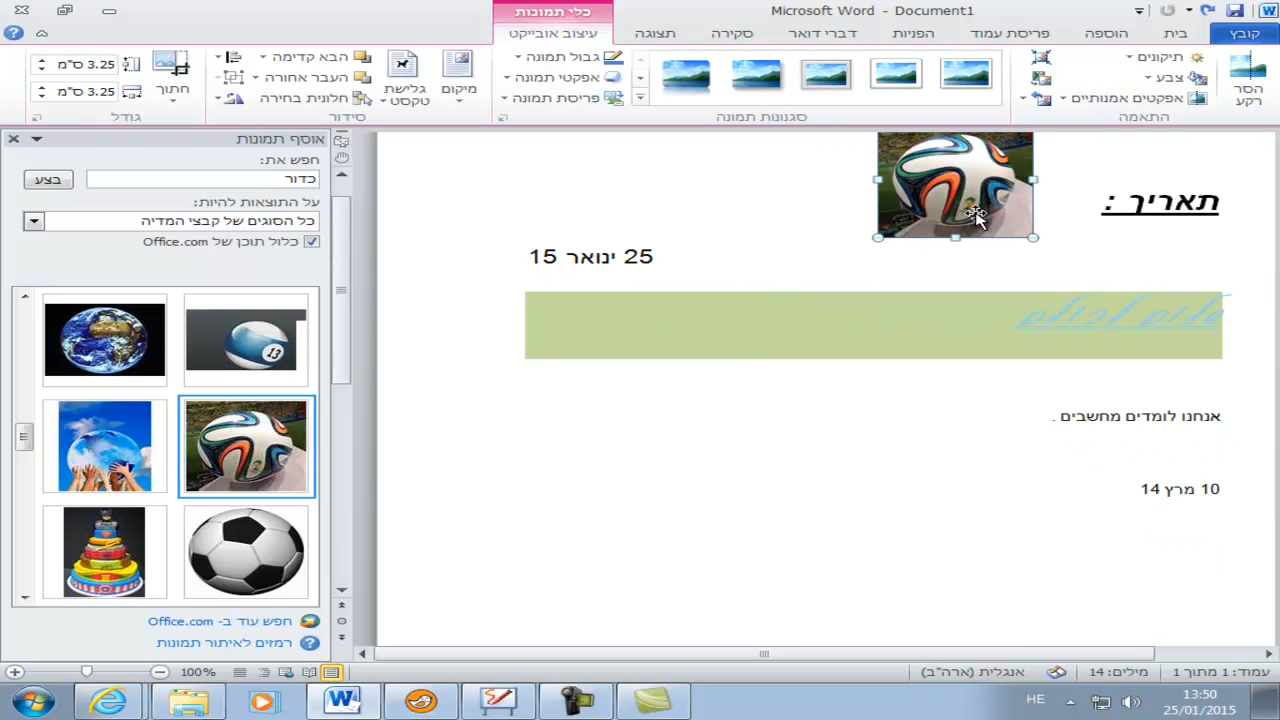 Microsoft Word - Document1
כלי תמונות
קובץ
בית
הוספה
פריסת עמוד
הפניות
דברי דואר
סקירה
תצוגה
עיצוב אובייקט
הסר רקע
תיקונים
צבע
אפקטים אמנותיים
התאמה
סגנונות תמונה
גבול תמונה
אפקטי תמונה
פריסת תמונה
מיקום
גלישת טקסט
הבא קדימה
העבר אחורה
חלונית בחירה
סידור
חתוך
3.25 ס"מ
3.25 ס"מ
גודל
אוסף תמונות
חפש את:
כדור
בצע
על התוצאות להיות:
כל הסוגים של קבצי המדיה
כלול תוכן של Office.com
13
חפש עוד ב- Office.com
רמזים לאיתור תמונות
תאריך :
25 ינואר 15
שלום לכולם
אנחנו לומדים מחשבים .
10 מרץ 14
עמוד: 1 מתוך 1
מילים: 14
אנגלית (ארה"ב)
100%
HE
13:50
25/01/2015